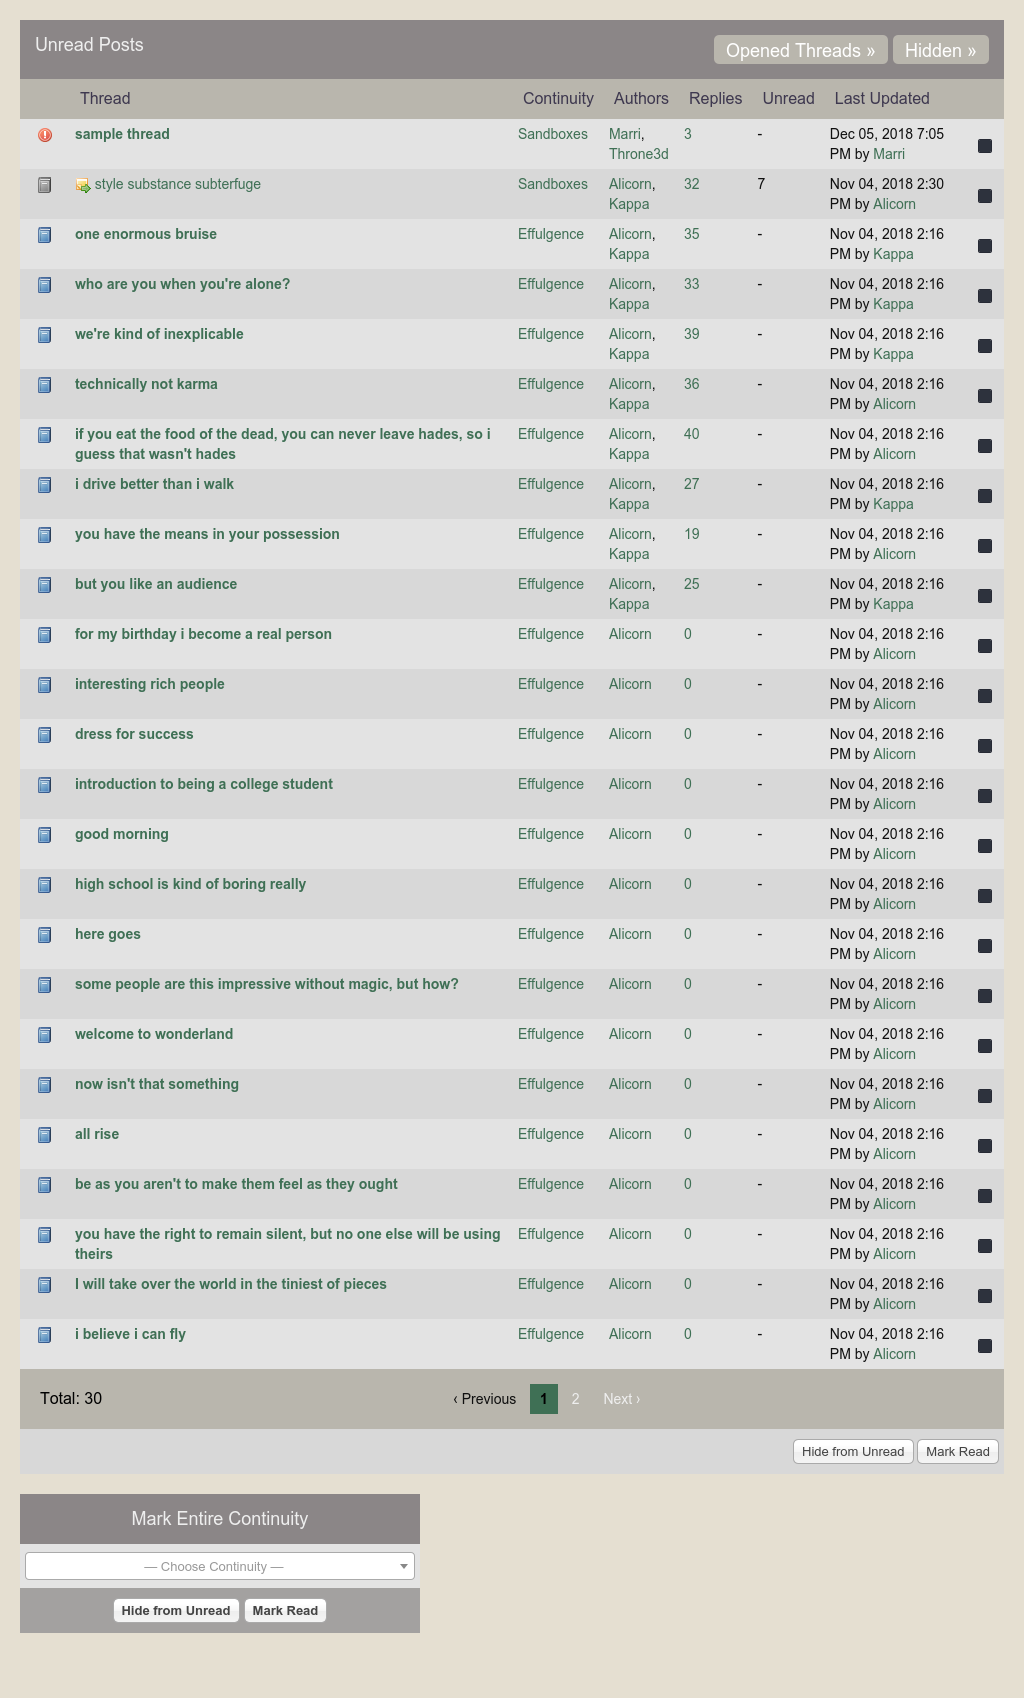 Unread Posts
Opened Threads » Hidden »
Thread Continuity Authors Replies Unread Last Updated
sample thread Sandboxes Marri, 3 - Dec 05, 2018 7:05
Throne3d PM by Marri
style substance subterfuge Sandboxes Alicorn, 32 7 Nov 04, 2018 2:30
Kappa PM by Alicorn
one enormous bruise Effulgence Alicorn, 35 - Nov 04, 2018 2:16
Kappa PM by Kappa
who are you when you're alone? Effulgence Alicorn, 33 - Nov 04, 2018 2:16
Kappa PM by Kappa
we're kind of inexplicable Effulgence Alicorn, 39 - Nov 04, 2018 2:16
Kappa PM by Kappa
technically not karma Effulgence Alicorn, 36 - Nov 04, 2018 2:16
Kappa PM by Alicorn
if you eat the food of the dead, you can never leave hades, so i Effulgence Alicorn, 40 - Nov 04, 2018 2:16
guess that wasn't hades Kappa PM by Alicorn
i drive better than i walk Effulgence Alicorn, 27 - Nov 04, 2018 2:16
Kappa PM by Kappa
you have the means in your possession Effulgence Alicorn, 19 - Nov 04, 2018 2:16
Kappa PM by Alicorn
but you like an audience Effulgence Alicorn, 25 - Nov 04, 2018 2:16
Kappa PM by Kappa
for my birthday i become a real person Effulgence Alicorn 0 - Nov 04, 2018 2:16
PM by Alicorn
interesting rich people Effulgence Alicorn 0 - Nov 04, 2018 2:16
PM by Alicorn
dress for success Effulgence Alicorn 0 - Nov 04, 2018 2:16
PM by Alicorn
introduction to being a college student Effulgence Alicorn 0 - Nov 04, 2018 2:16
PM by Alicorn
good morning Effulgence Alicorn 0 - Nov 04, 2018 2:16
PM by Alicorn
high school is kind of boring really Effulgence Alicorn 0 - Nov 04, 2018 2:16
PM by Alicorn
here goes Effulgence Alicorn 0 - Nov 04, 2018 2:16
PM by Alicorn
some people are this impressive without magic, but how? Effulgence Alicorn 0 - Nov 04, 2018 2:16
PM by Alicorn
welcome to wonderland Effulgence Alicorn 0 - Nov 04, 2018 2:16
PM by Alicorn
now isn't that something Effulgence Alicorn 0 - Nov 04, 2018 2:16
PM by Alicorn
all rise Effulgence Alicorn 0 - Nov 04, 2018 2:16
PM by Alicorn
be as you aren't to make them feel as they ought Effulgence Alicorn 0 - Nov 04, 2018 2:16
PM by Alicorn
you have the right to remain silent, but no one else will be using Effulgence Alicorn 0 - Nov 04, 2018 2:16
theirs PM by Alicorn
I will take over the world in the tiniest of pieces Effulgence Alicorn 0 - Nov 04, 2018 2:16
PM by Alicorn
i believe i can fly Effulgence Alicorn 0 - Nov 04, 2018 2:16
PM by Alicorn
Total: 30 ‹ Previous 1 2 Next ›
Hide from Unread Mark Read
Mark Entire Continuity
— Choose Continuity —
Hide from Unread Mark Read